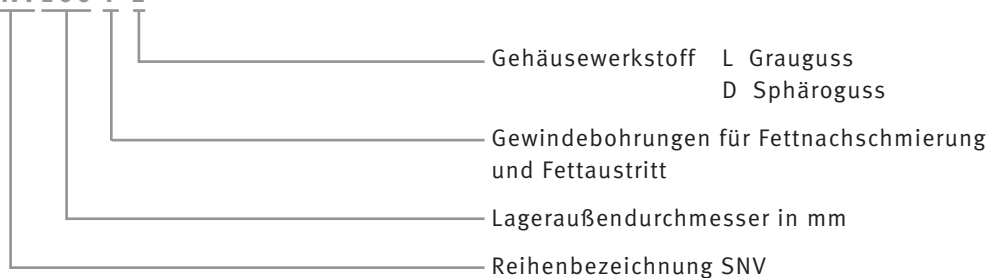 Gehäusewerkstoff L Grauguss
D Sphäroguss
Gewindebohrungen für Fettnachschmierung
und Fettaustritt
Lageraußendurchmesser in mm
Reihenbezeichnung SNV